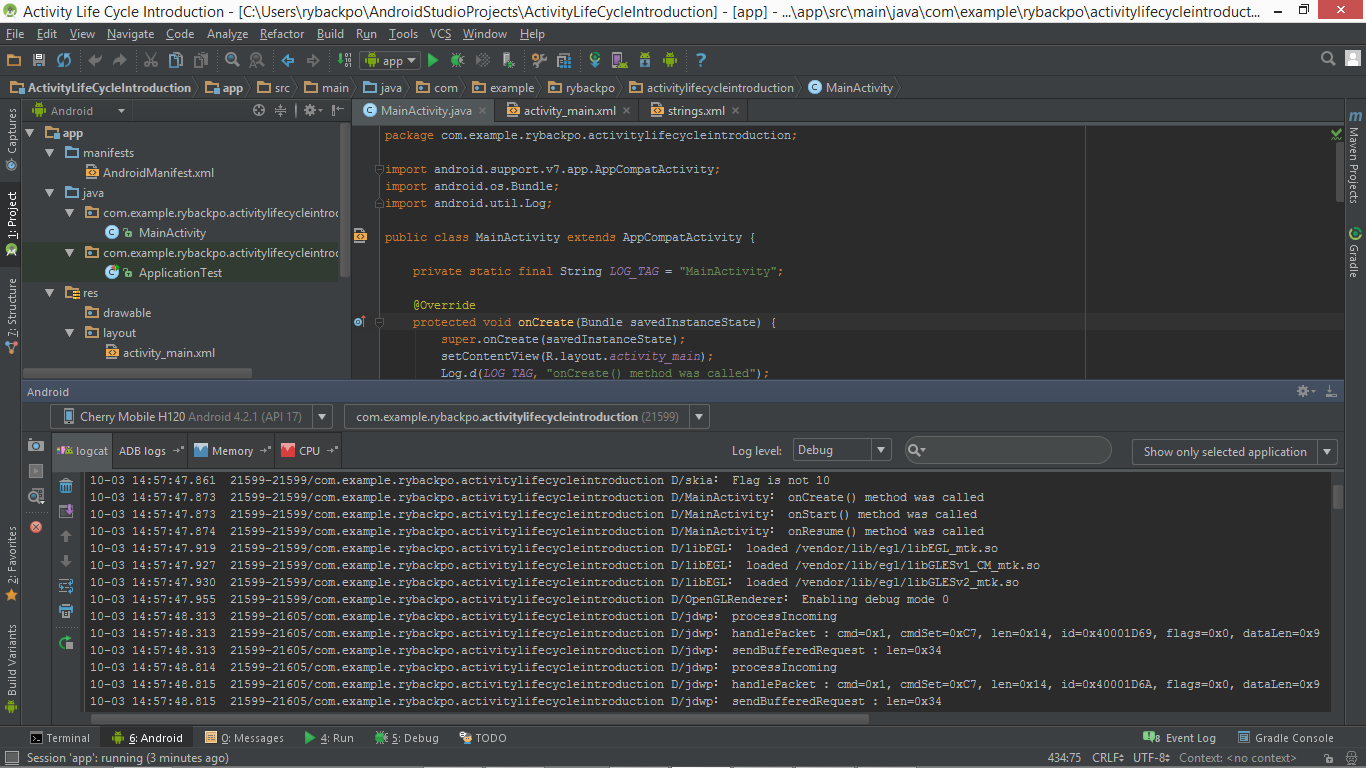 Activity Life Cycle Introduction - [C:\Users\rybackpo\AndroidStudioProjects\ActivityLifeCycleIntroduction] - [app] - ...\app\src\main\java\com\example\rybackpo\activitylifecycleintroduct...
File Edit View Navigate Code Analyze Refactor Build Run Tools VCS Window Help
app
ActivityLifeCycleIntroduction app src main java com example rybackpo activitylifecycleintroduction MainActivity
Captures
1: Project
7: Structure
2: Favorites
Build Variants
Android
app
manifests
AndroidManifest.xml
java
com.example.rybackpo.activitylifecycleintro
MainActivity
com.example.rybackpo.activitylifecycleintro
ApplicationTest
res
drawable
layout
activity_main.xml
MainActivity.java activity_main.xml strings.xml
package com.example.rybackpo.activitylifecycleintroduction;
import android.support.v7.app.AppCompatActivity;
import android.os.Bundle;
import android.util.Log;
public class MainActivity extends AppCompatActivity {
private static final String LOG_TAG = "MainActivity";
@Override
protected void onCreate(Bundle savedInstanceState) {
super.onCreate(savedInstanceState);
setContentView(R.layout.activity_main);
Log.d(LOG_TAG, "onCreate() method was called");
m Maven Projects
Gradle
Android
Cherry Mobile H120 Android 4.2.1 (API 17) com.example.rybackpo.activitylifecycleintroduction (21599)
logcat ADB logs Memory CPU Log level: Debug Show only selected application
10-03 14:57:47.861 21599-21599/com.example.rybackpo.activitylifecycleintroduction D/skia: Flag is not 10
10-03 14:57:47.873 21599-21599/com.example.rybackpo.activitylifecycleintroduction D/MainActivity: onCreate() method was called
10-03 14:57:47.873 21599-21599/com.example.rybackpo.activitylifecycleintroduction D/MainActivity: onStart() method was called
10-03 14:57:47.874 21599-21599/com.example.rybackpo.activitylifecycleintroduction D/MainActivity: onResume() method was called
10-03 14:57:47.919 21599-21599/com.example.rybackpo.activitylifecycleintroduction D/libEGL: loaded /vendor/lib/egl/libEGL_mtk.so
10-03 14:57:47.927 21599-21599/com.example.rybackpo.activitylifecycleintroduction D/libEGL: loaded /vendor/lib/egl/libGLESv1_CM_mtk.so
10-03 14:57:47.930 21599-21599/com.example.rybackpo.activitylifecycleintroduction D/libEGL: loaded /vendor/lib/egl/libGLESv2_mtk.so
10-03 14:57:47.955 21599-21599/com.example.rybackpo.activitylifecycleintroduction D/OpenGLRenderer: Enabling debug mode 0
10-03 14:57:48.313 21599-21605/com.example.rybackpo.activitylifecycleintroduction D/jdwp: processIncoming
10-03 14:57:48.313 21599-21605/com.example.rybackpo.activitylifecycleintroduction D/jdwp: handlePacket : cmd=0x1, cmdSet=0xC7, len=0x14, id=0x40001D69, flags=0x0, dataLen=0x9
10-03 14:57:48.313 21599-21605/com.example.rybackpo.activitylifecycleintroduction D/jdwp: sendBufferedRequest : len=0x34
10-03 14:57:48.814 21599-21605/com.example.rybackpo.activitylifecycleintroduction D/jdwp: processIncoming
10-03 14:57:48.815 21599-21605/com.example.rybackpo.activitylifecycleintroduction D/jdwp: handlePacket : cmd=0x1, cmdSet=0xC7, len=0x14, id=0x40001D6A, flags=0x0, dataLen=0x9
10-03 14:57:48.815 21599-21605/com.example.rybackpo.activitylifecycleintroduction D/jdwp: sendBufferedRequest : len=0x34
Terminal 6: Android 0: Messages 4: Run 5: Debug TODO 8 Event Log Gradle Console
Session 'app': running (3 minutes ago) 434:75 CRLF UTF-8 Context: <no context>